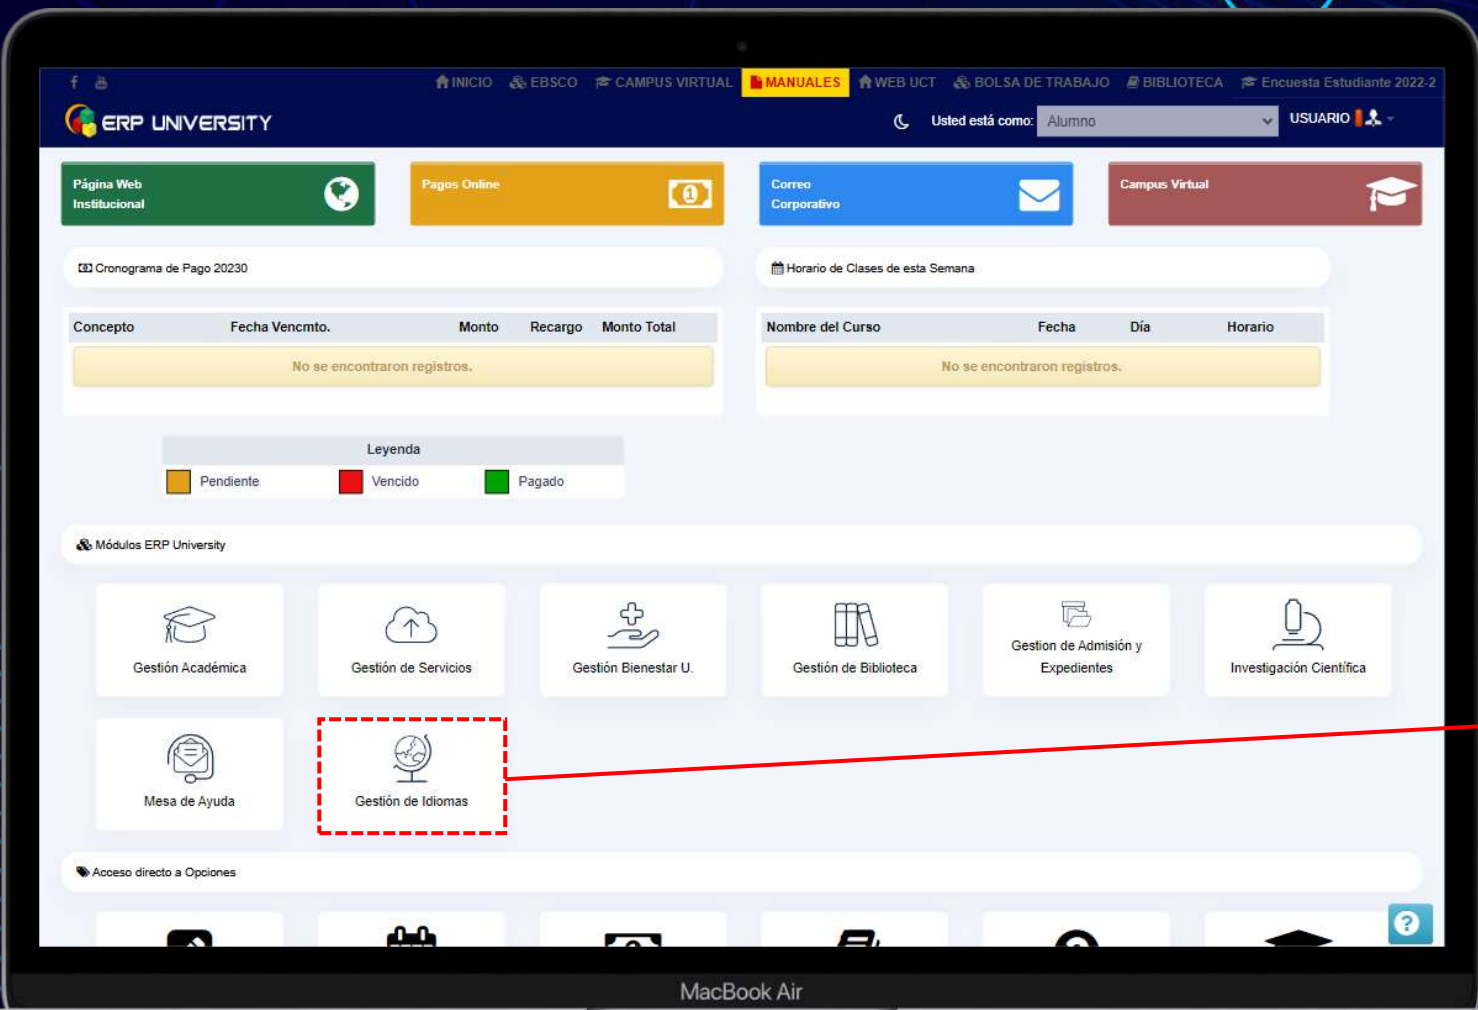 INICIO EBSCO CAMPUS VIRTUAL MANUALES WEB UCT BOLSA DE TRABAJO BIBLIOTECA Encuesta Estudiante 2022-2
ERP UNIVERSITY
Usted está como: Alumno USUARIO
Página Web
Institucional
Pagos Online
Correo
Corporativo
Campus Virtual
Cronograma de Pago 20230
Horario de Clases de esta Semana
Concepto Fecha Vencmto. Monto Recargo Monto Total
No se encontraron registros.
Nombre del Curso Fecha Día Horario
No se encontraron registros.
Leyenda
Pendiente Vencido Pagado
Módulos ERP University
Gestión Académica
Gestión de Servicios
Gestión Bienestar U.
Gestión de Biblioteca
Gestion de Admisión y
Expedientes
Investigación Científica
Mesa de Ayuda
Gestión de Idiomas
Acceso directo a Opciones
MacBook Air